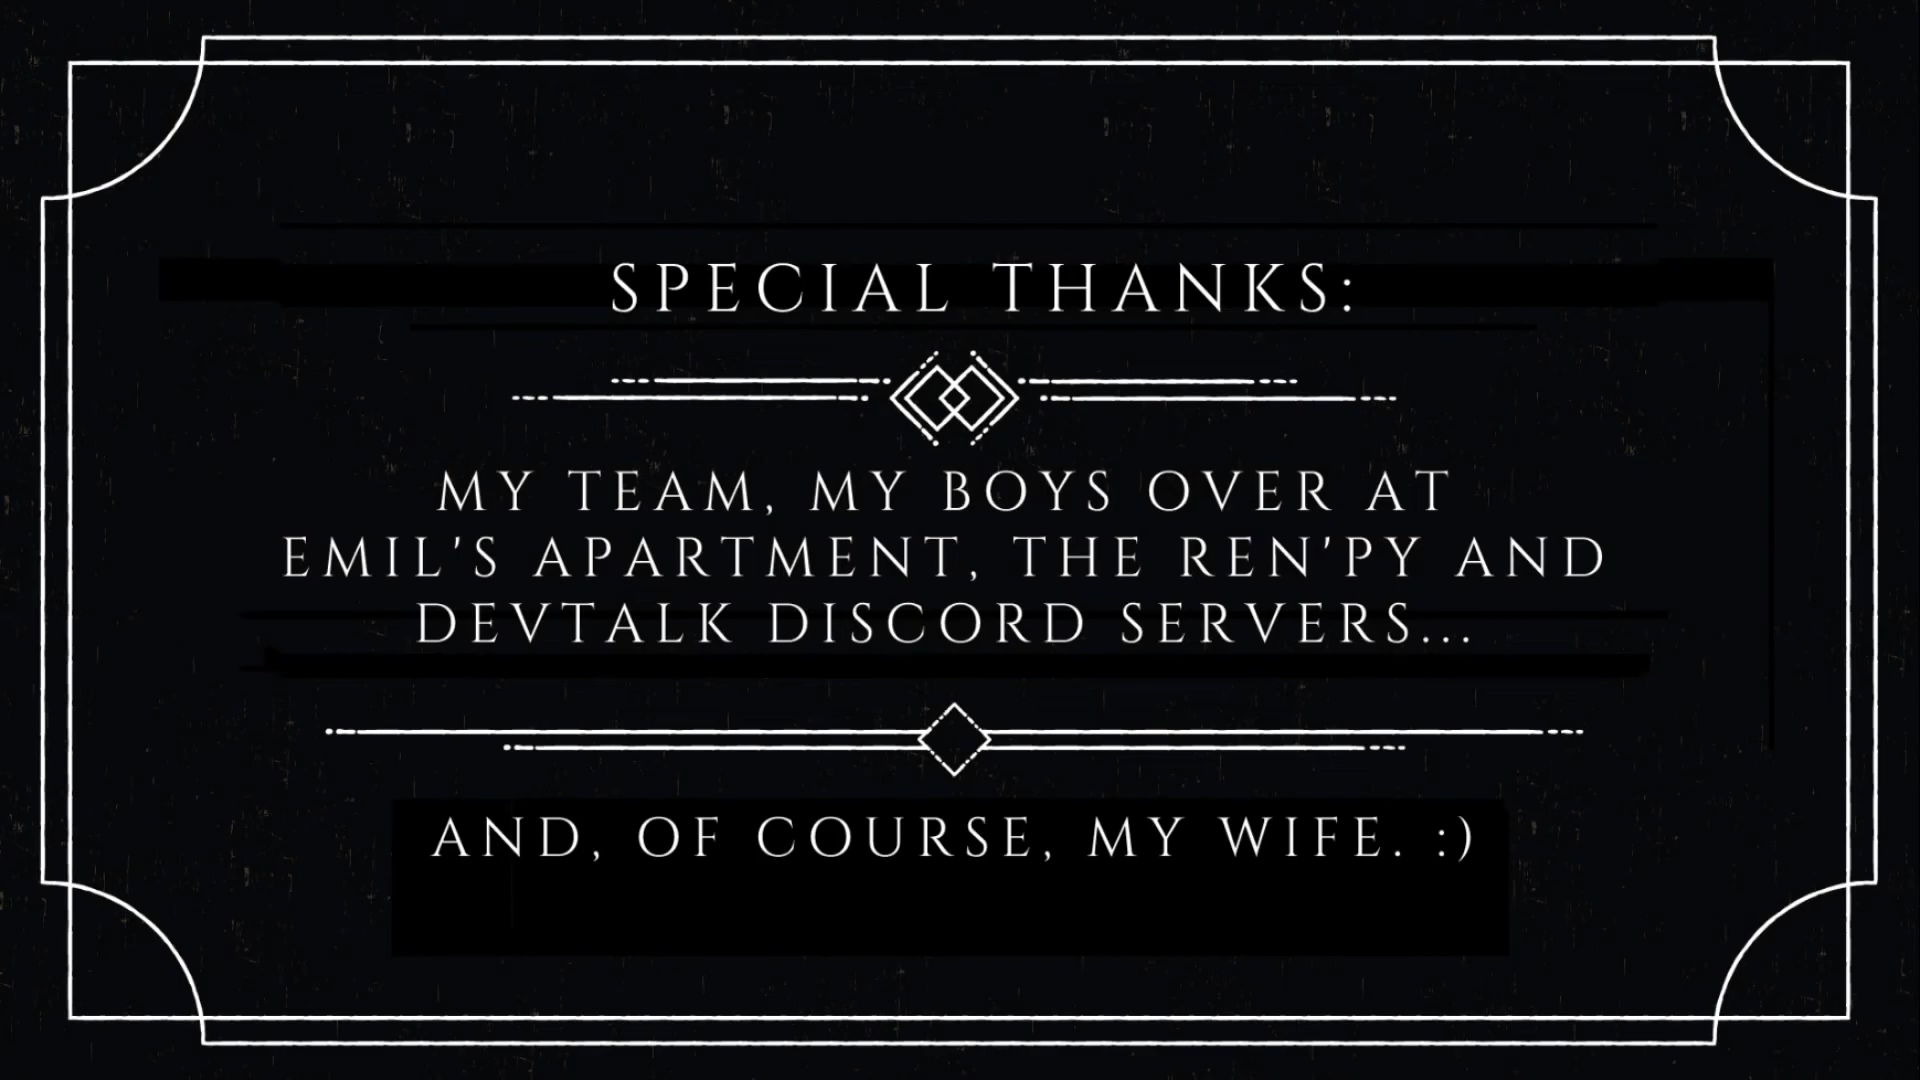 SPECIAL THANKS:
MY TEAM, MY BOYS OVER AT
EMIL'S APARTMENT, THE REN'PY AND
DEVTALK DISCORD SERVERS...
AND, OF COURSE, MY WIFE. :)